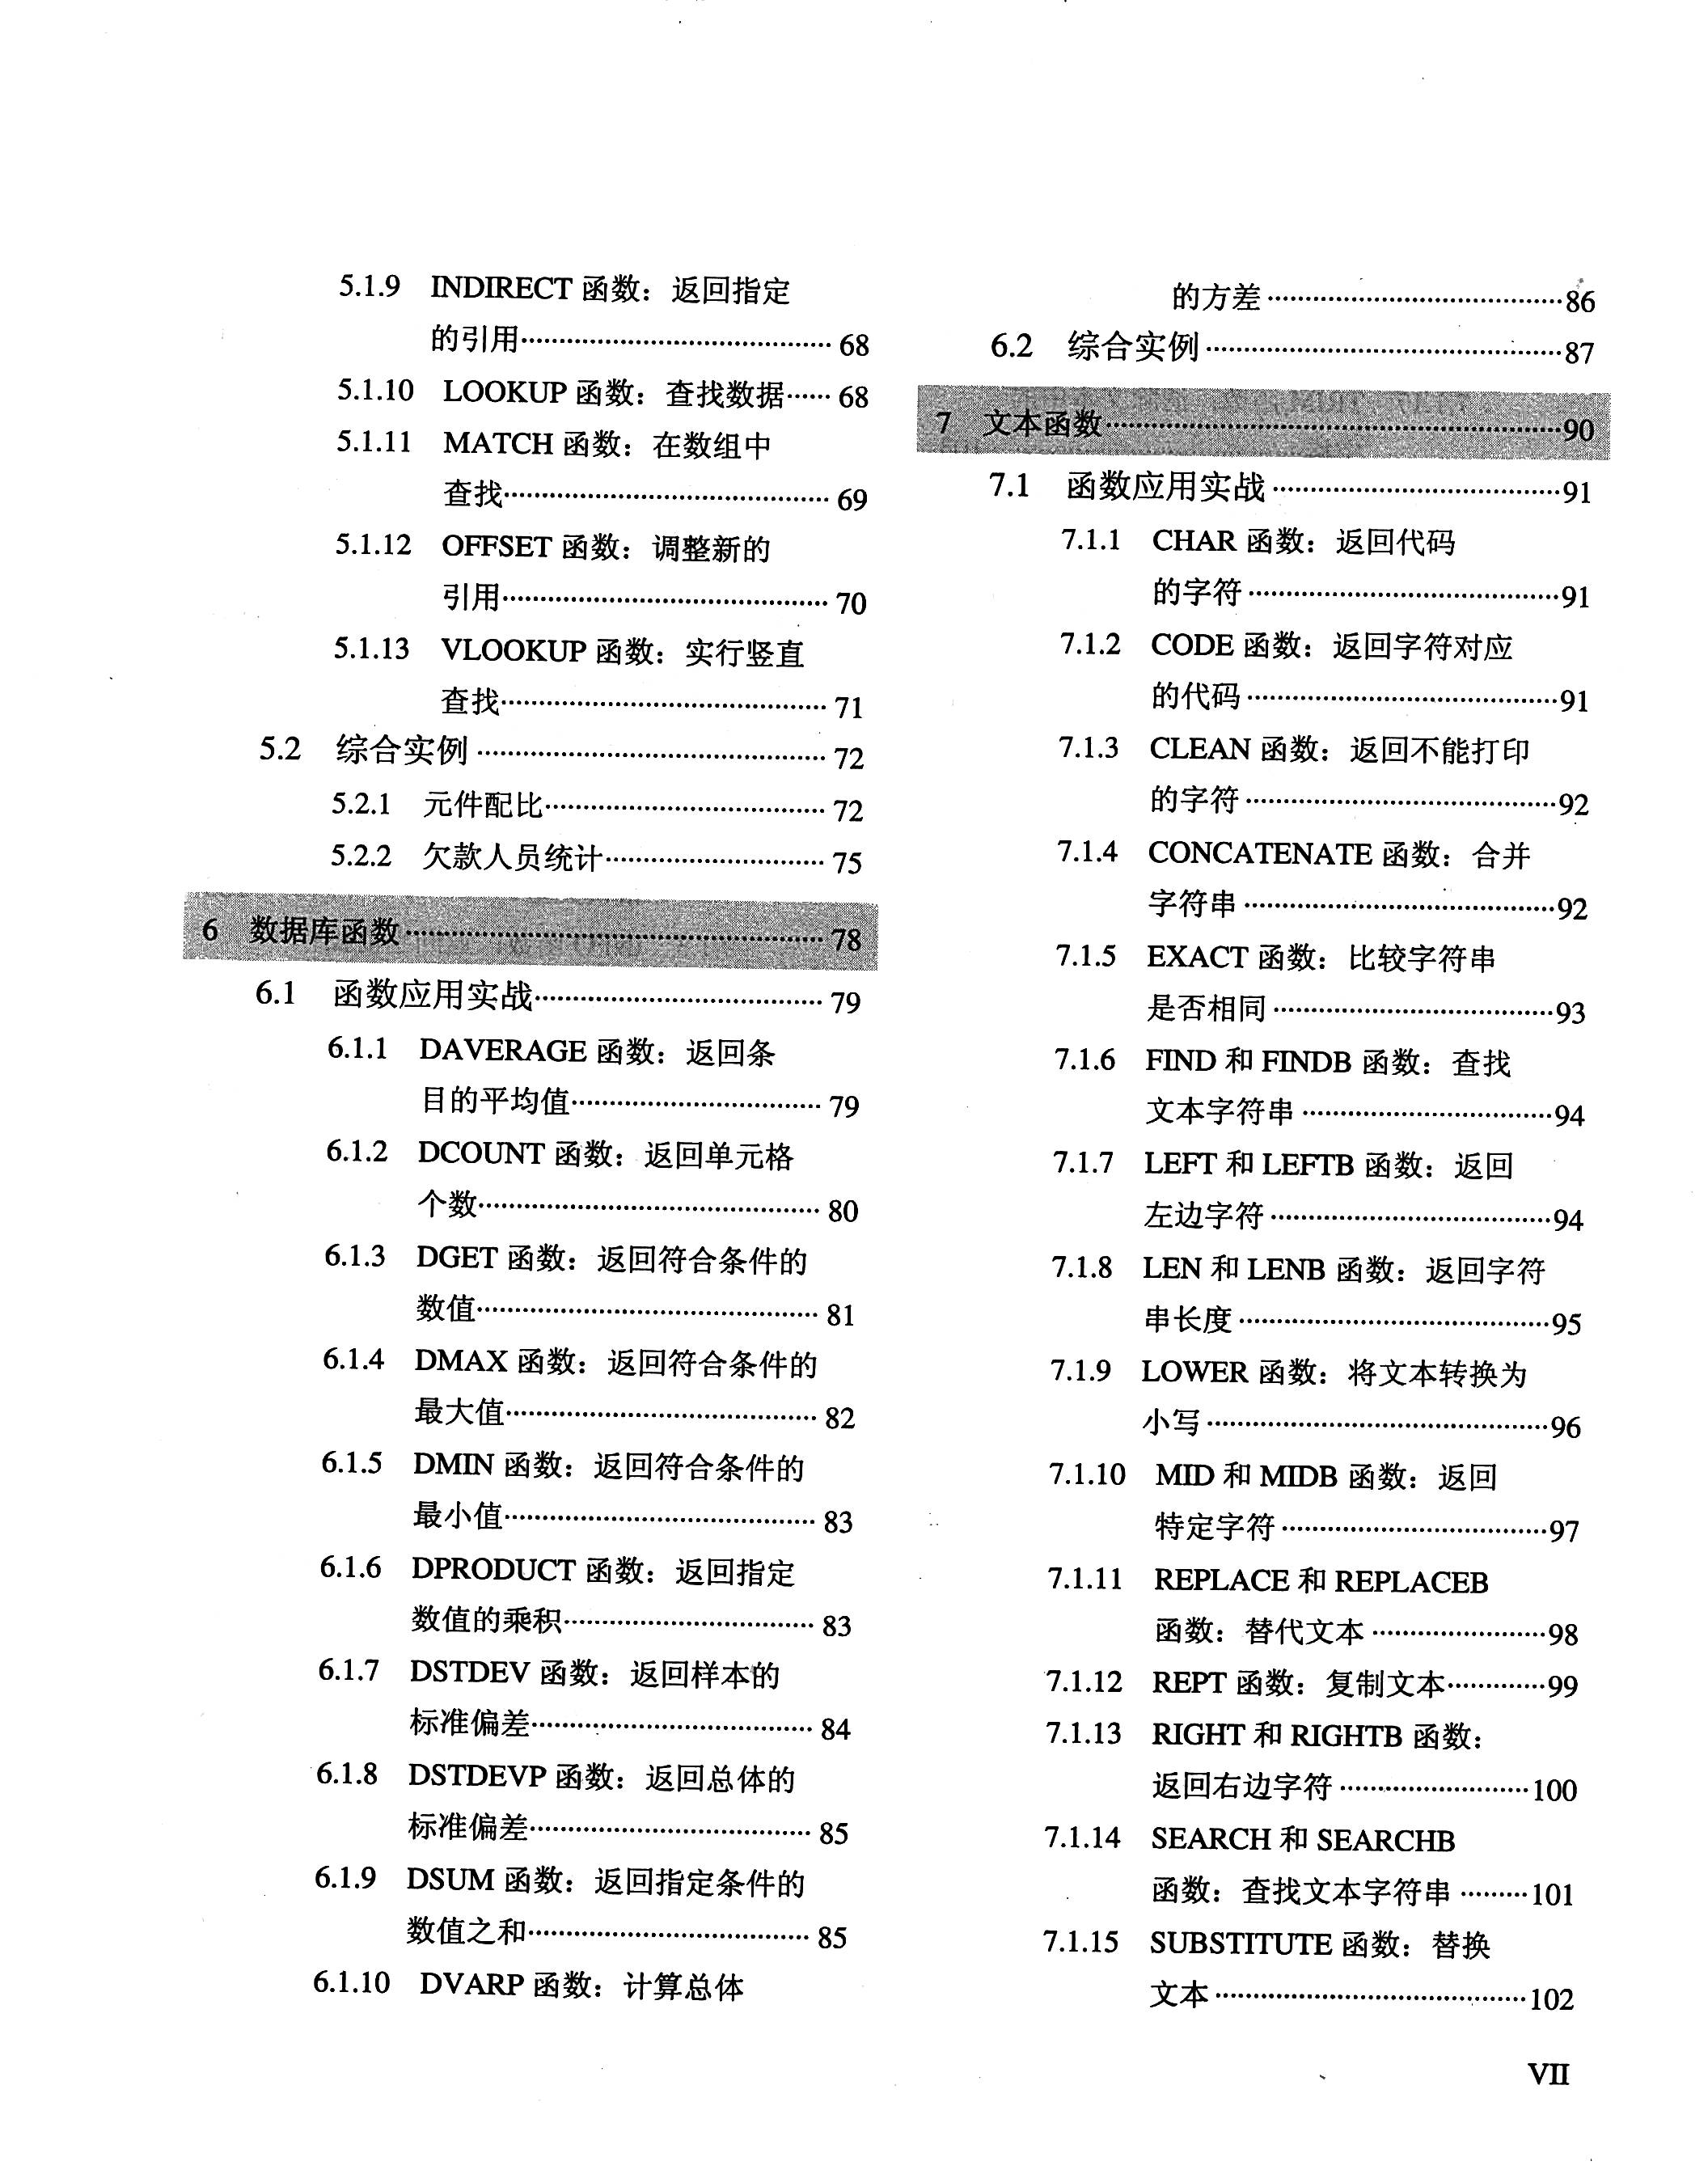 5.1.9 INDIRECT 函数：返回指定
的引用…………………………………… 68
5.1.10 LOOKUP 函数：查找数据…… 68
5.1.11 MATCH 函数：在数组中
查找…………………………………… 69
5.1.12 OFFSET 函数：调整新的
引用…………………………………… 70
5.1.13 VLOOKUP 函数：实行竖直
查找…………………………………… 71
5.2 综合实例…………………………………… 72
5.2.1 元件配比……………………………… 72
5.2.2 欠款人员统计……………………… 75
6 数据库函数………………………………………… 78
6.1 函数应用实战……………………………… 79
6.1.1 DAVERAGE 函数：返回条
目的平均值………………………… 79
6.1.2 DCOUNT 函数：返回单元格
个数…………………………………… 80
6.1.3 DGET 函数：返回符合条件的
数值…………………………………… 81
6.1.4 DMAX 函数：返回符合条件的
最大值………………………………… 82
6.1.5 DMIN 函数：返回符合条件的
最小值………………………………… 83
6.1.6 DPRODUCT 函数：返回指定
数值的乘积………………………… 83
6.1.7 DSTDEV 函数：返回样本的
标准偏差……………………………… 84
6.1.8 DSTDEVP 函数：返回总体的
标准偏差……………………………… 85
6.1.9 DSUM 函数：返回指定条件的
数值之和……………………………… 85
6.1.10 DVARP 函数：计算总体
的方差………………………………… 86
6.2 综合实例…………………………………… 87
7 文本函数…………………………………………… 90
7.1 函数应用实战……………………………… 91
7.1.1 CHAR 函数：返回代码
的字符………………………………… 91
7.1.2 CODE 函数：返回字符对应
的代码………………………………… 91
7.1.3 CLEAN 函数：返回不能打印
的字符………………………………… 92
7.1.4 CONCATENATE 函数：合并
字符串………………………………… 92
7.1.5 EXACT 函数：比较字符串
是否相同……………………………… 93
7.1.6 FIND 和 FINDB 函数：查找
文本字符串………………………… 94
7.1.7 LEFT 和 LEFTB 函数：返回
左边字符……………………………… 94
7.1.8 LEN 和 LENB 函数：返回字符
串长度………………………………… 95
7.1.9 LOWER 函数：将文本转换为
小写…………………………………… 96
7.1.10 MID 和 MIDB 函数：返回
特定字符……………………………… 97
7.1.11 REPLACE 和 REPLACEB
函数：替代文本…………………… 98
7.1.12 REPT 函数：复制文本………… 99
7.1.13 RIGHT 和 RIGHTB 函数：
返回右边字符…………………… 100
7.1.14 SEARCH 和 SEARCHB
函数：查找文本字符串……… 101
7.1.15 SUBSTITUTE 函数：替换
文本………………………………… 102
VII